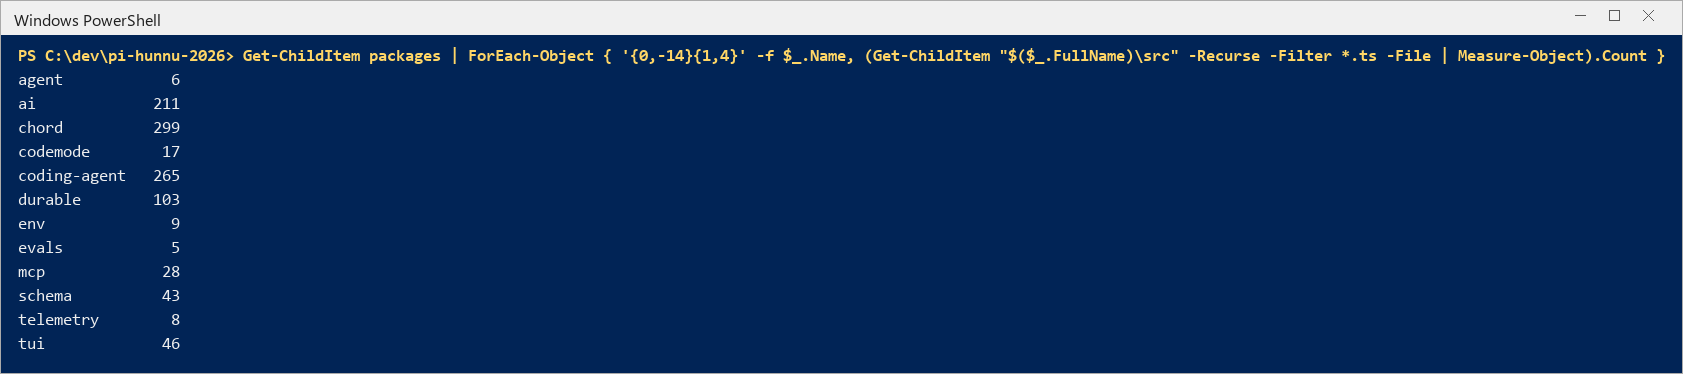 Windows PowerShell
PS C:\dev\pi-hunnu-2026> Get-ChildItem packages | ForEach-Object { '{0,-14}{1,4}' -f $_.Name, (Get-ChildItem "$($_.FullName)\src" -Recurse -Filter *.ts -File | Measure-Object).Count }
agent            6
ai             211
chord          299
codemode        17
coding-agent   265
durable        103
env              9
evals            5
mcp             28
schema          43
telemetry        8
tui             46